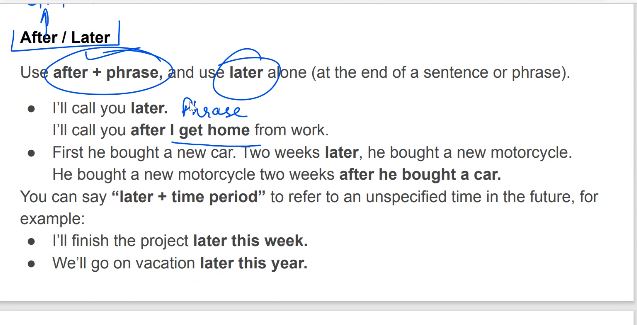 After / Later
Use after + phrase, and use later alone (at the end of a sentence or phrase).
● I'll call you later. Phrase
I'll call you after I get home from work.
● First he bought a new car. Two weeks later, he bought a new motorcycle.
He bought a new motorcycle two weeks after he bought a car.
You can say “later + time period” to refer to an unspecified time in the future, for
example:
● I'll finish the project later this week.
● We'll go on vacation later this year.